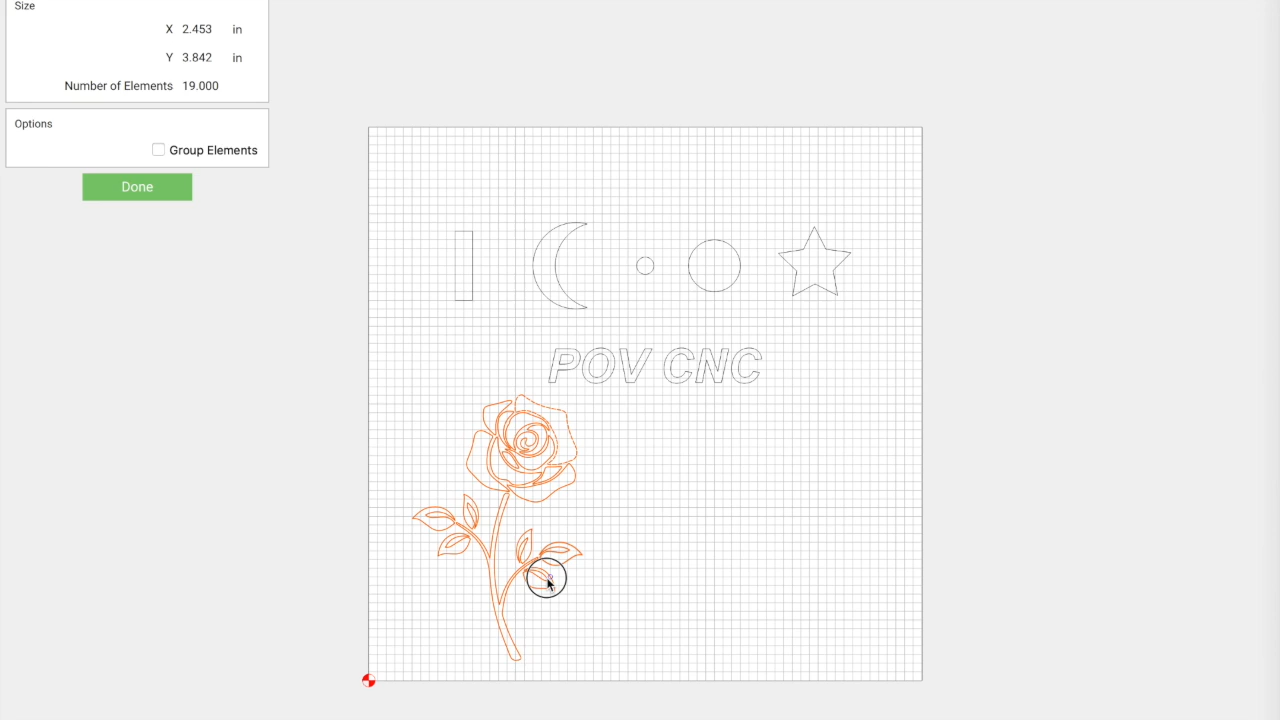 Size
X 2.453 in
Y 3.842 in
Number of Elements 19.000
Options
Group Elements
Done
POV CNC